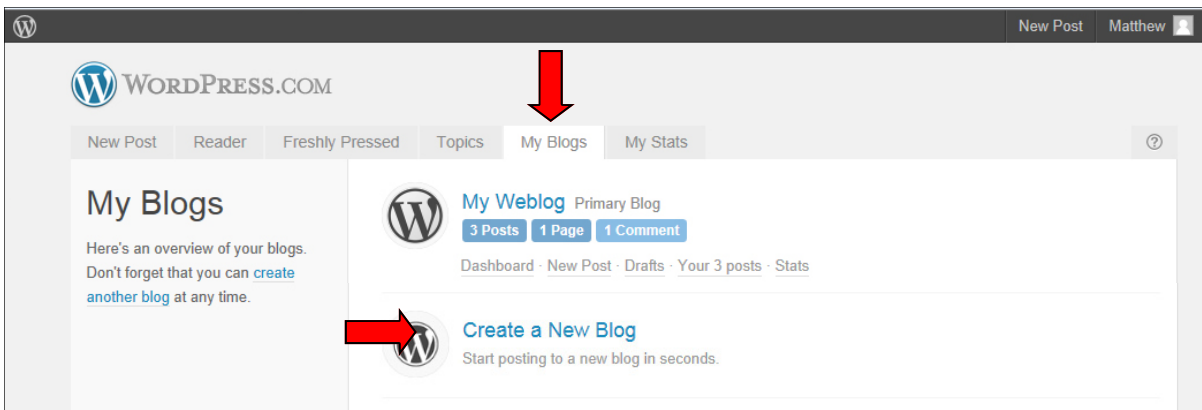 New Post Matthew
WORDPRESS.COM
New Post Reader Freshly Pressed Topics My Blogs My Stats ?
My Blogs
Here's an overview of your blogs.
Don't forget that you can create
another blog at any time.
My Weblog Primary Blog
3 Posts 1 Page 1 Comment
Dashboard · New Post · Drafts · Your 3 posts · Stats
Create a New Blog
Start posting to a new blog in seconds.